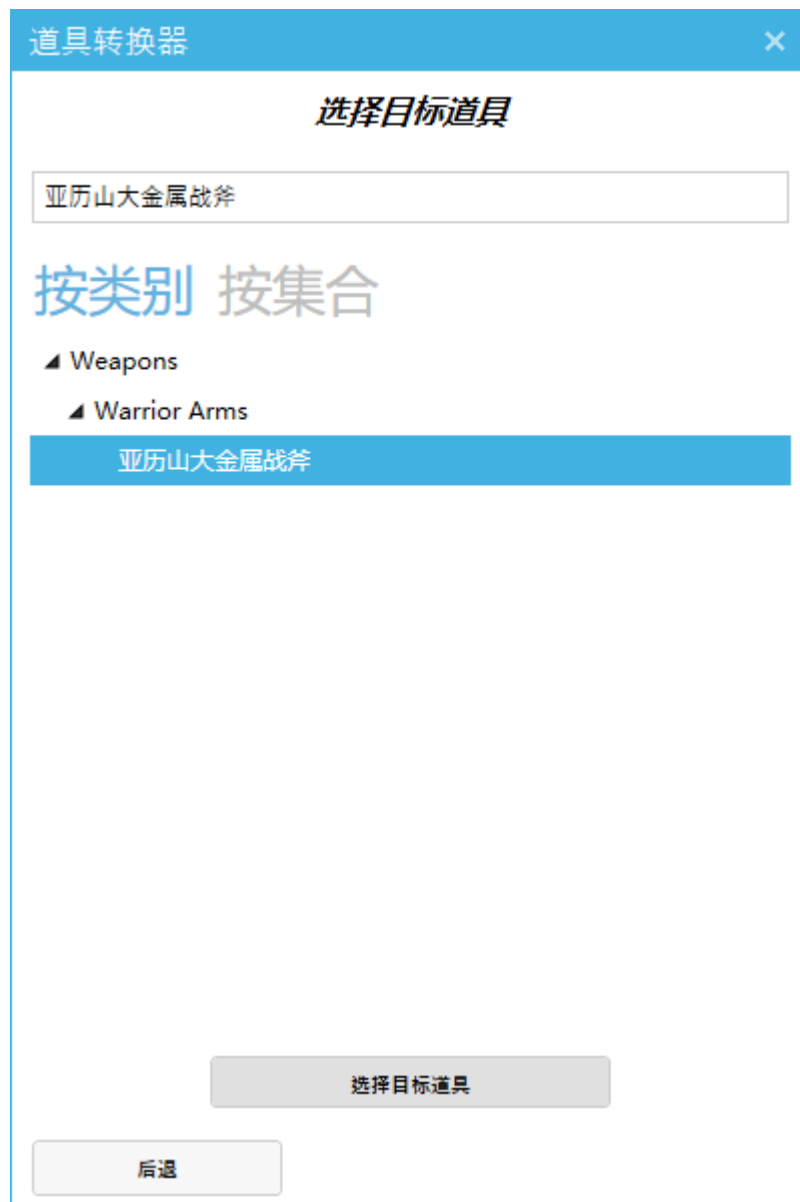 道具转换器
选择目标道具
亚历山大金属战斧
按类别 按集合
Weapons
Warrior Arms
亚历山大金属战斧
选择目标道具
后退